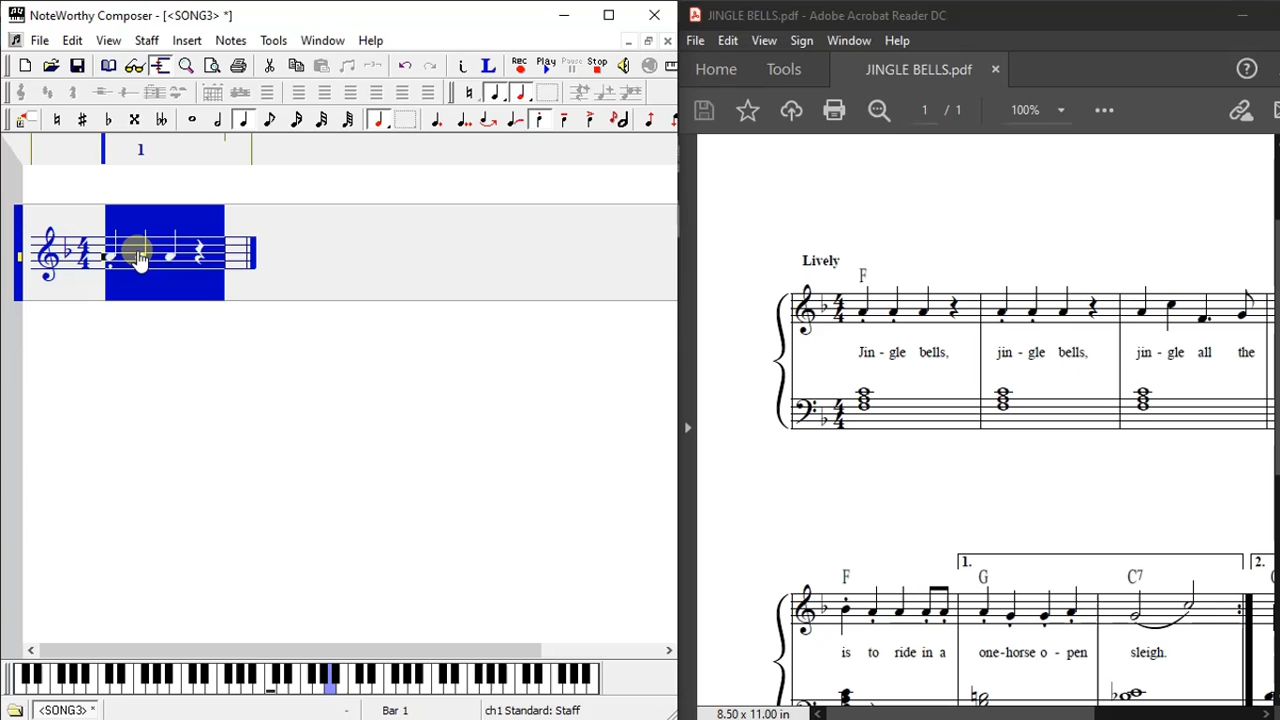 NoteWorthy Composer - [<SONG3> *]
File Edit View Staff Insert Notes Tools Window Help
Rec Play Pause Stop
1
<SONG3> *
-
Bar 1
ch1 Standard: Staff
JINGLE BELLS.pdf - Adobe Acrobat Reader DC
File Edit View Sign Window Help
Home Tools JINGLE BELLS.pdf ×
1 / 1 100%
Lively
F
4 4
Jin - gle bells, jin - gle bells, jin - gle all the
1. 2.
F G C7
is to ride in a one-horse o - pen sleigh.
8.50 x 11.00 in